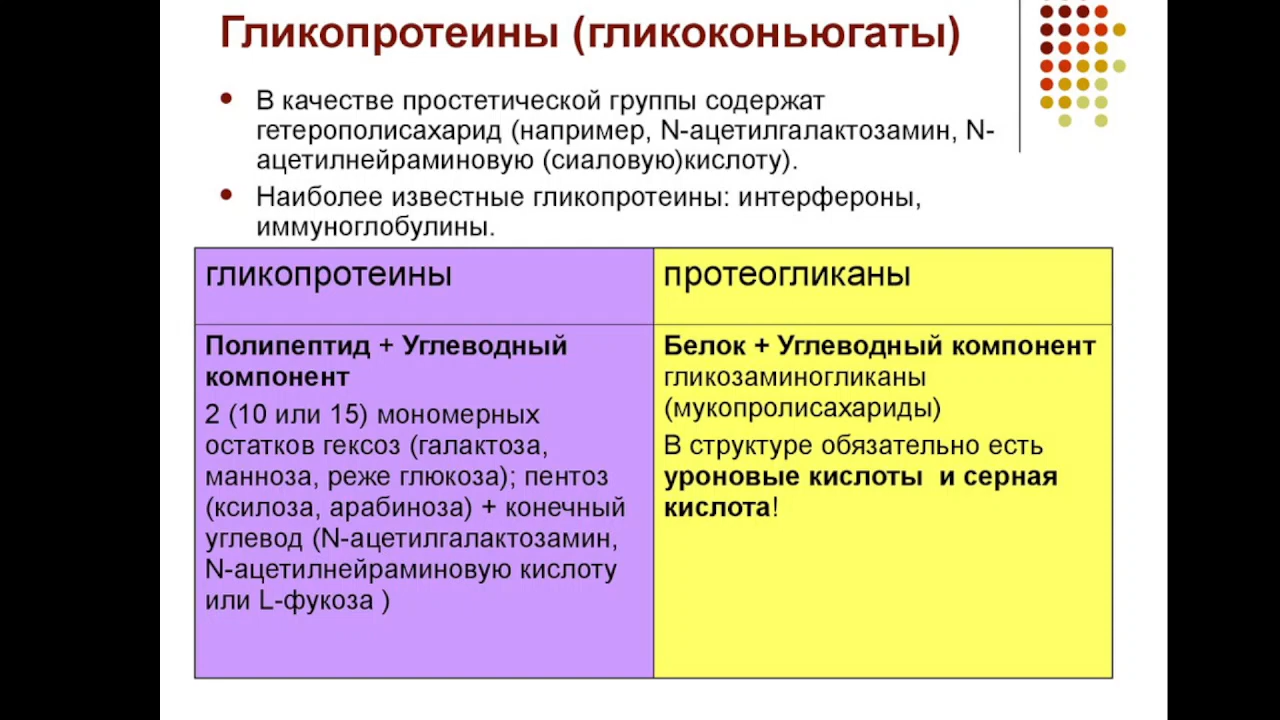 Гликопротеины (гликоконьюгаты)
В качестве простетической группы содержат
гетерополисахарид (например, N-ацетилгалактозамин, N-
ацетилнейраминовую (сиаловую)кислоту).
Наиболее известные гликопротеины: интерфероны,
иммуноглобулины.
гликопротеины
Полипептид + Углеводный
компонент
2 (10 или 15) мономерных
остатков гексоз (галактоза,
манноза, реже глюкоза); пентоз
(ксилоза, арабиноза) + конечный
углевод (N-ацетилгалактозамин,
N-ацетилнейраминовую кислоту
или L-фукоза )
протеогликаны
Белок + Углеводный компонент
гликозаминогликаны
(мукопролисахариды)
В структуре обязательно есть
уроновые кислоты  и серная
кислота!